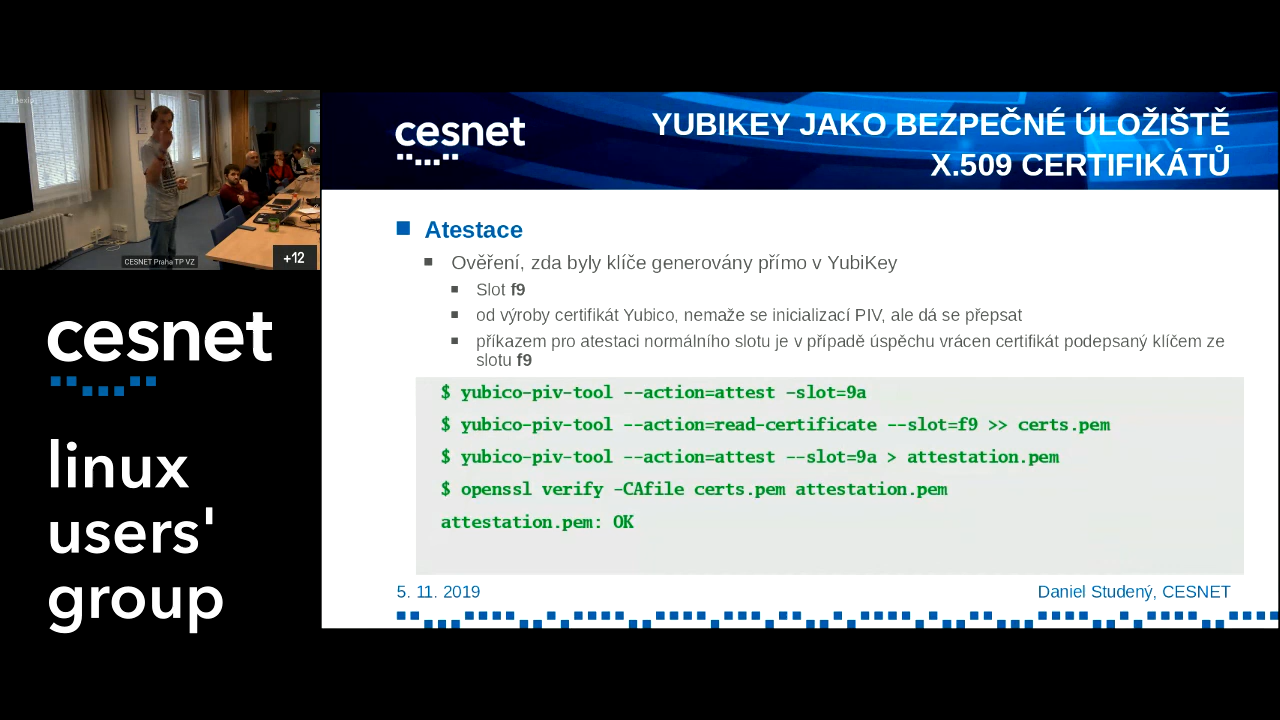 CESNET Praha TP VZ
+12
cesnet
linux
users'
group
cesnet
YUBIKEY JAKO BEZPEČNÉ ÚLOŽIŠTĚ
X.509 CERTIFIKÁTŮ
Atestace
Ověření, zda byly klíče generovány přímo v YubiKey
Slot f9
od výroby certifikát Yubico, nemaže se inicializací PIV, ale dá se přepsat
příkazem pro atestaci normálního slotu je v případě úspěchu vrácen certifikát podepsaný klíčem ze
slotu f9
$ yubico-piv-tool --action=attest -slot=9a
$ yubico-piv-tool --action=read-certificate --slot=f9 >> certs.pem
$ yubico-piv-tool --action=attest --slot=9a > attestation.pem
$ openssl verify -CAfile certs.pem attestation.pem
attestation.pem: OK
5. 11. 2019
Daniel Studený, CESNET